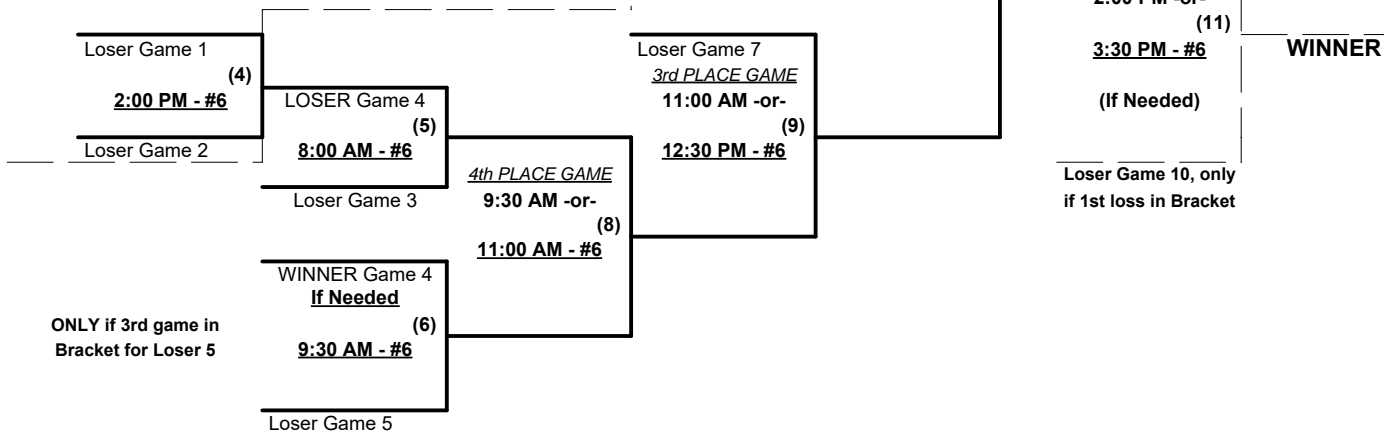 Loser Game 1
(4)
2:00 PM - #6
Loser Game 2
LOSER Game 4
(5)
8:00 AM - #6
Loser Game 3
4th PLACE GAME
9:30 AM -or-
(8)
11:00 AM - #6
WINNER Game 4
If Needed
(6)
9:30 AM - #6
Loser Game 5
ONLY if 3rd game in
Bracket for Loser 5
Loser Game 7
3rd PLACE GAME
11:00 AM -or-
(9)
12:30 PM - #6
(11)
3:30 PM - #6
(If Needed)
Loser Game 10, only
if 1st loss in Bracket
WINNER